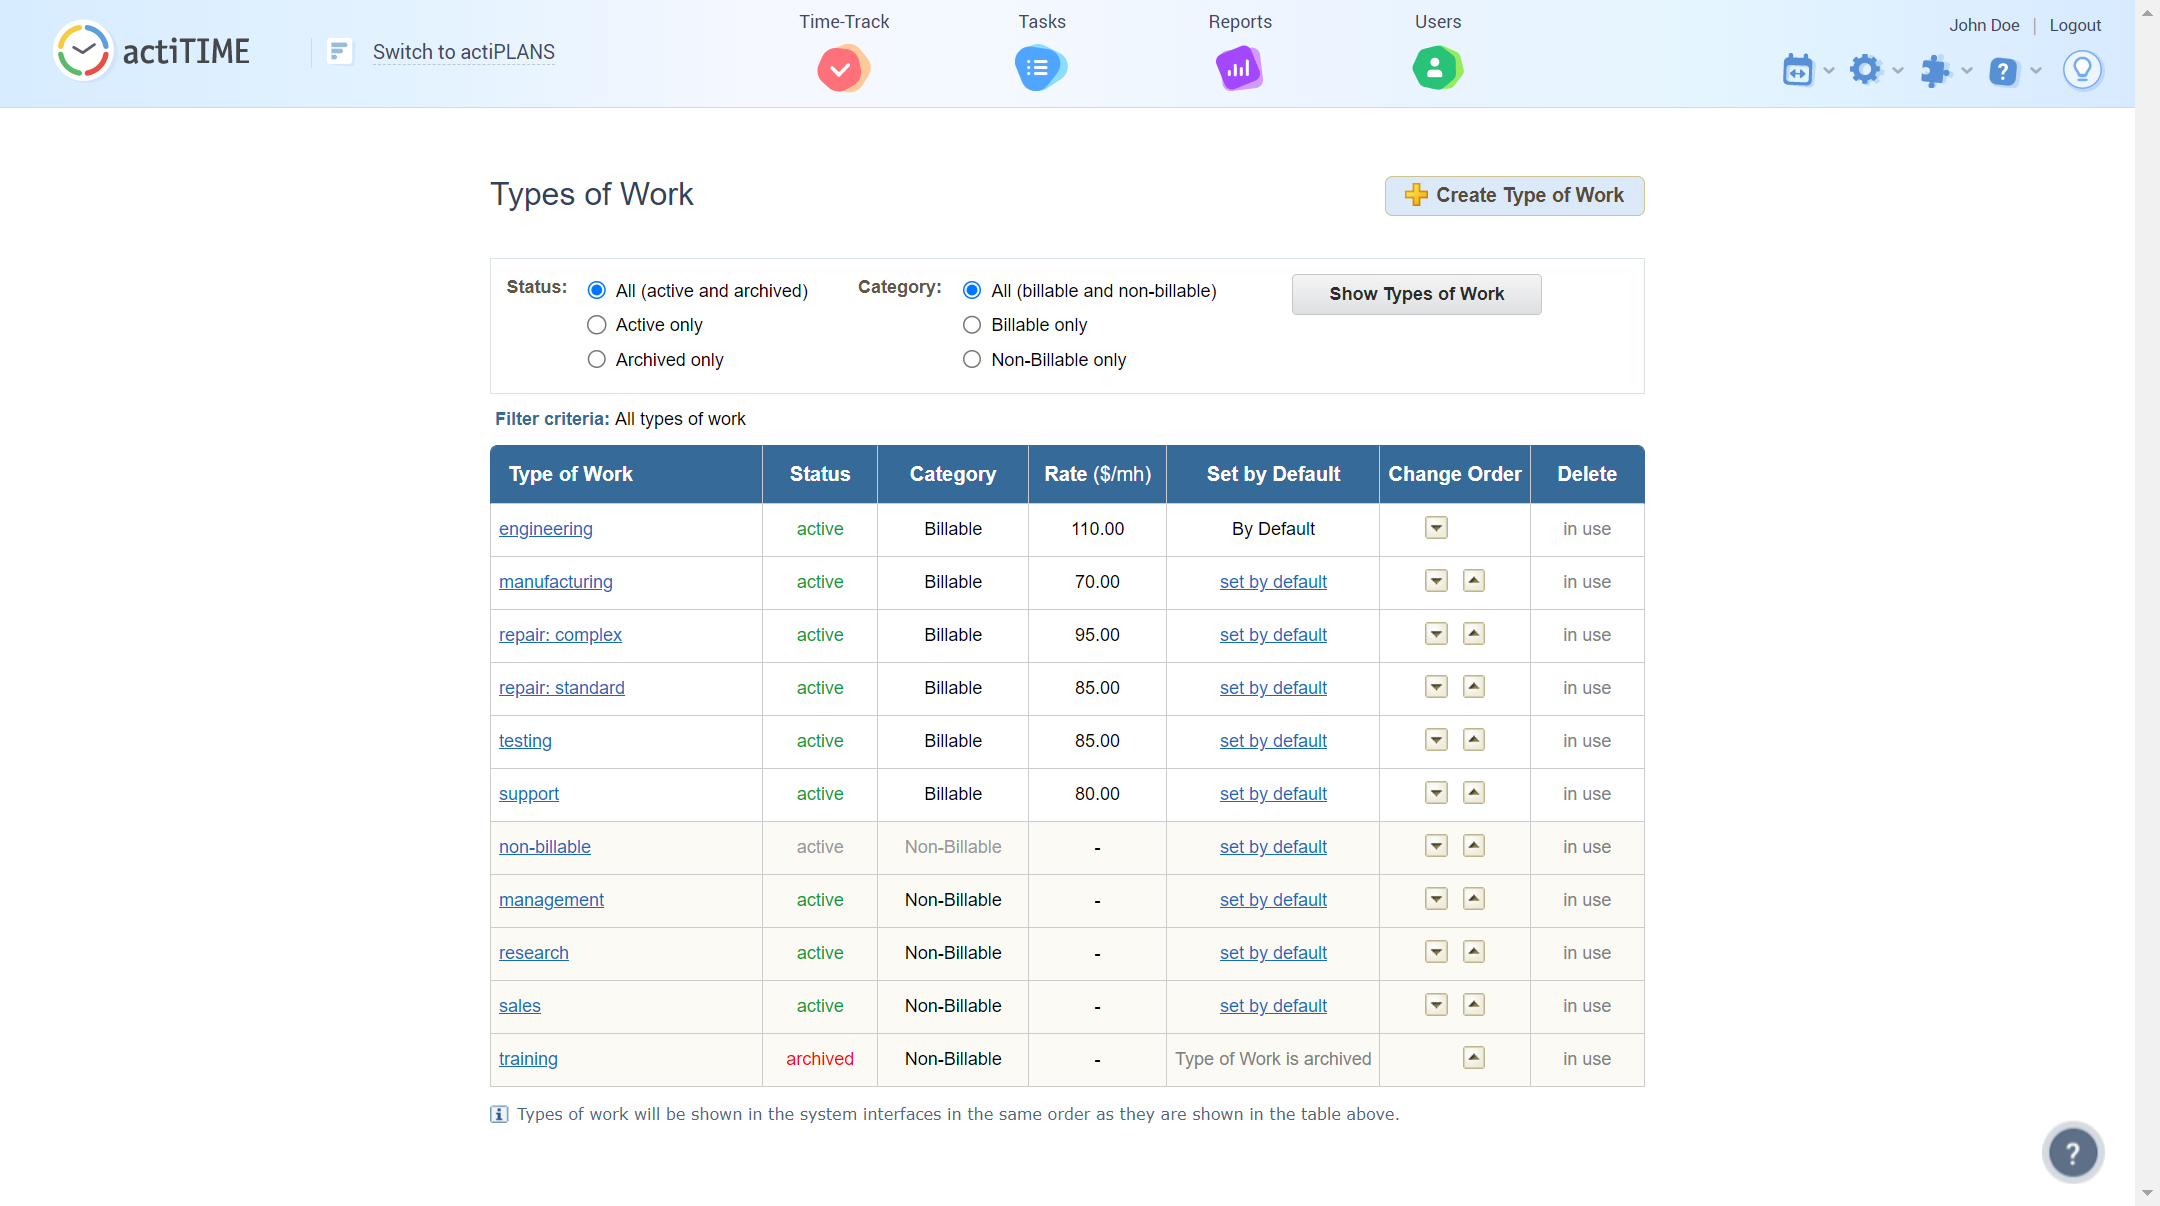 actiTIME
Switch to actiPLANS
Time-Track
Tasks
Reports
Users
John Doe | Logout
Types of Work
Create Type of Work
Status:
All (active and archived)
Active only
Archived only
Category:
All (billable and non-billable)
Billable only
Non-Billable only
Show Types of Work
Filter criteria: All types of work
Type of Work Status Category Rate ($/mh) Set by Default Change Order Delete
engineering active Billable 110.00 By Default in use
manufacturing active Billable 70.00 set by default in use
repair: complex active Billable 95.00 set by default in use
repair: standard active Billable 85.00 set by default in use
testing active Billable 85.00 set by default in use
support active Billable 80.00 set by default in use
non-billable active Non-Billable - set by default in use
management active Non-Billable - set by default in use
research active Non-Billable - set by default in use
sales active Non-Billable - set by default in use
training archived Non-Billable - Type of Work is archived in use
Types of work will be shown in the system interfaces in the same order as they are shown in the table above.
?